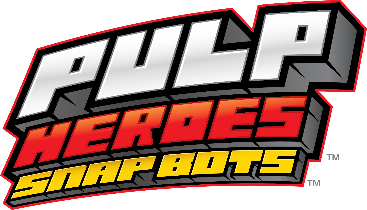 PULP
HEROES ™
SNAP BOTS ™